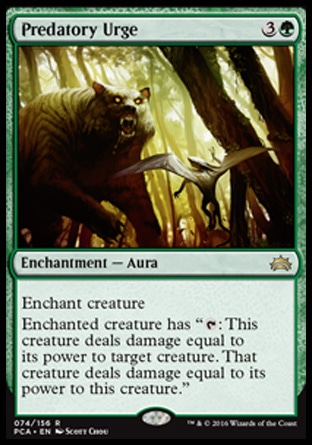 Predatory Urge 3
Enchantment — Aura
Enchant creature
Enchanted creature has “: This
creature deals damage equal to
its power to target creature. That
creature deals damage equal to its
power to this creature.”
074/156 R
PCA • EN Scott Chou ™ & © 2016 Wizards of the Coast